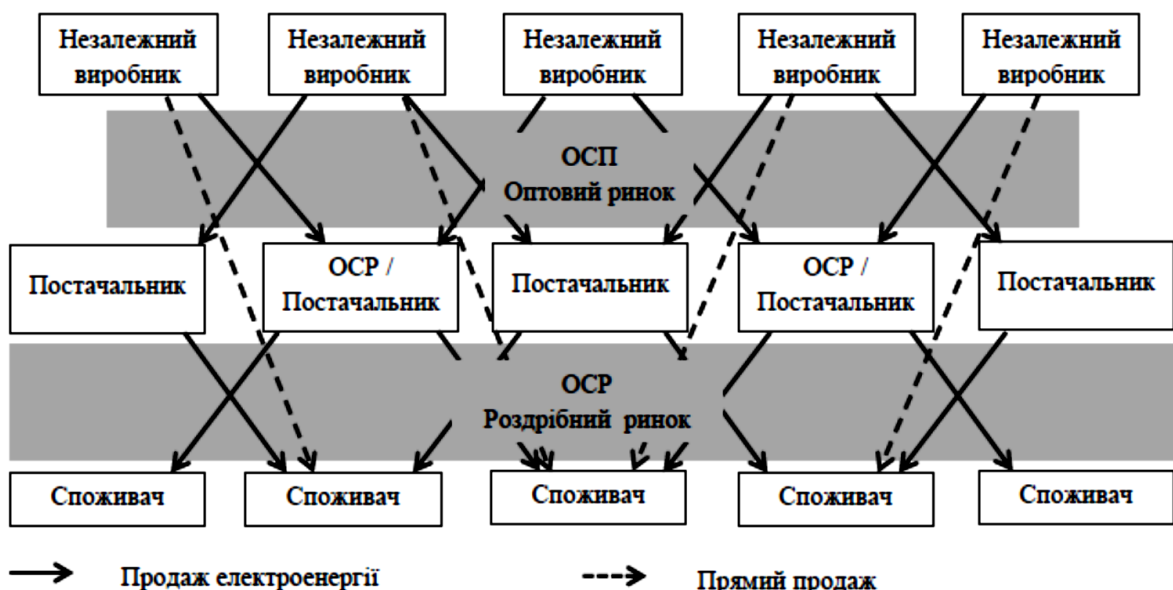 Незалежний
виробник
Незалежний
виробник
Незалежний
виробник
Незалежний
виробник
Незалежний
виробник
ОСП
Оптовий ринок
Постачальник
ОСР /
Постачальник
Постачальник
ОСР /
Постачальник
Постачальник
ОСР
Роздрібний ринок
Споживач
Споживач
Споживач
Споживач
Споживач
Продаж електроенергії
Прямий продаж